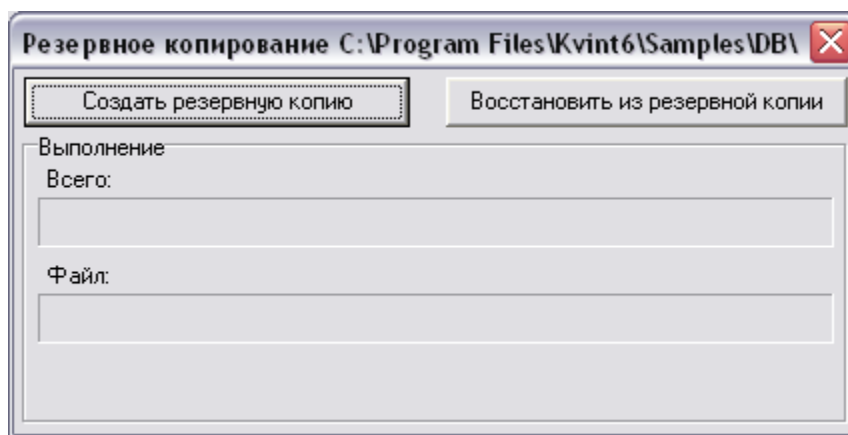 Резервное копирование C:\Program Files\Kvint6\Samples\DB\
Создать резервную копию
Восстановить из резервной копии
Выполнение
Всего:
Файл: